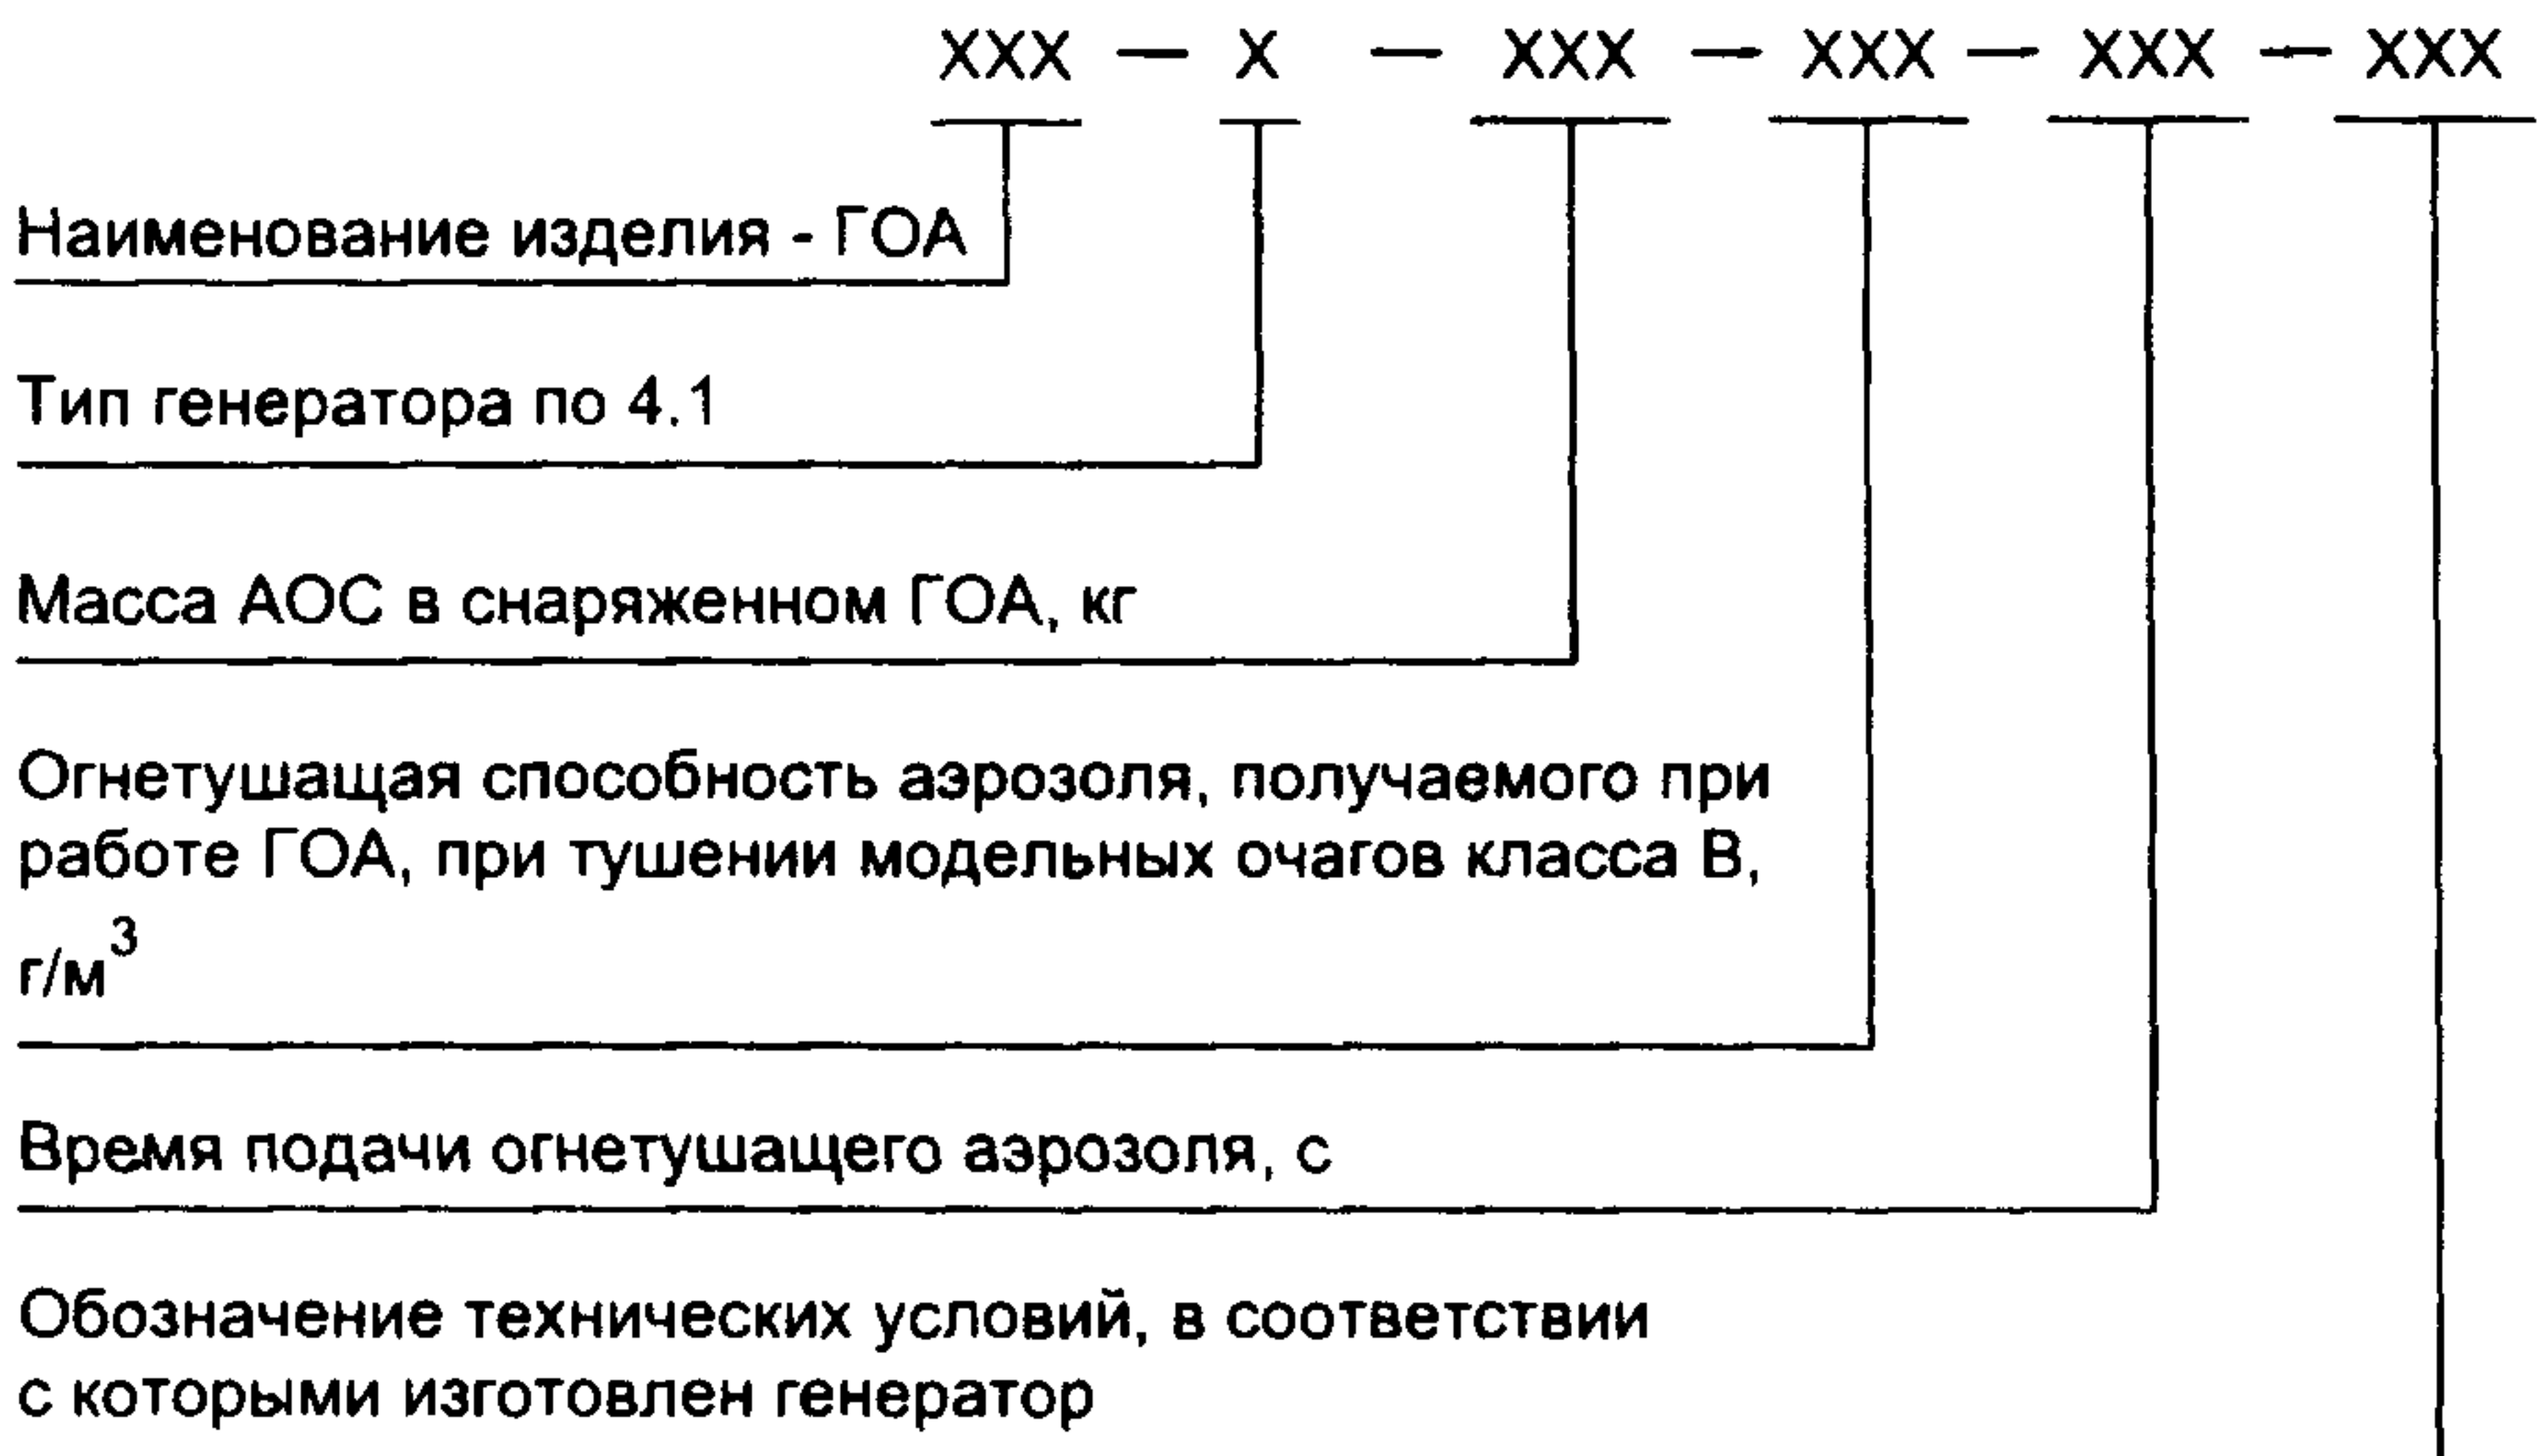 XXX — X — XXX — XXX — XXX — XXX
Наименование изделия - ГОА
Тип генератора по 4.1
Масса АОС в снаряженном ГОА, кг
Огнетушащая способность аэрозоля, получаемого при
работе ГОА, при тушении модельных очагов класса В,
г/м³
Время подачи огнетушащего аэрозоля, с
Обозначение технических условий, в соответствии
с которыми изготовлен генератор